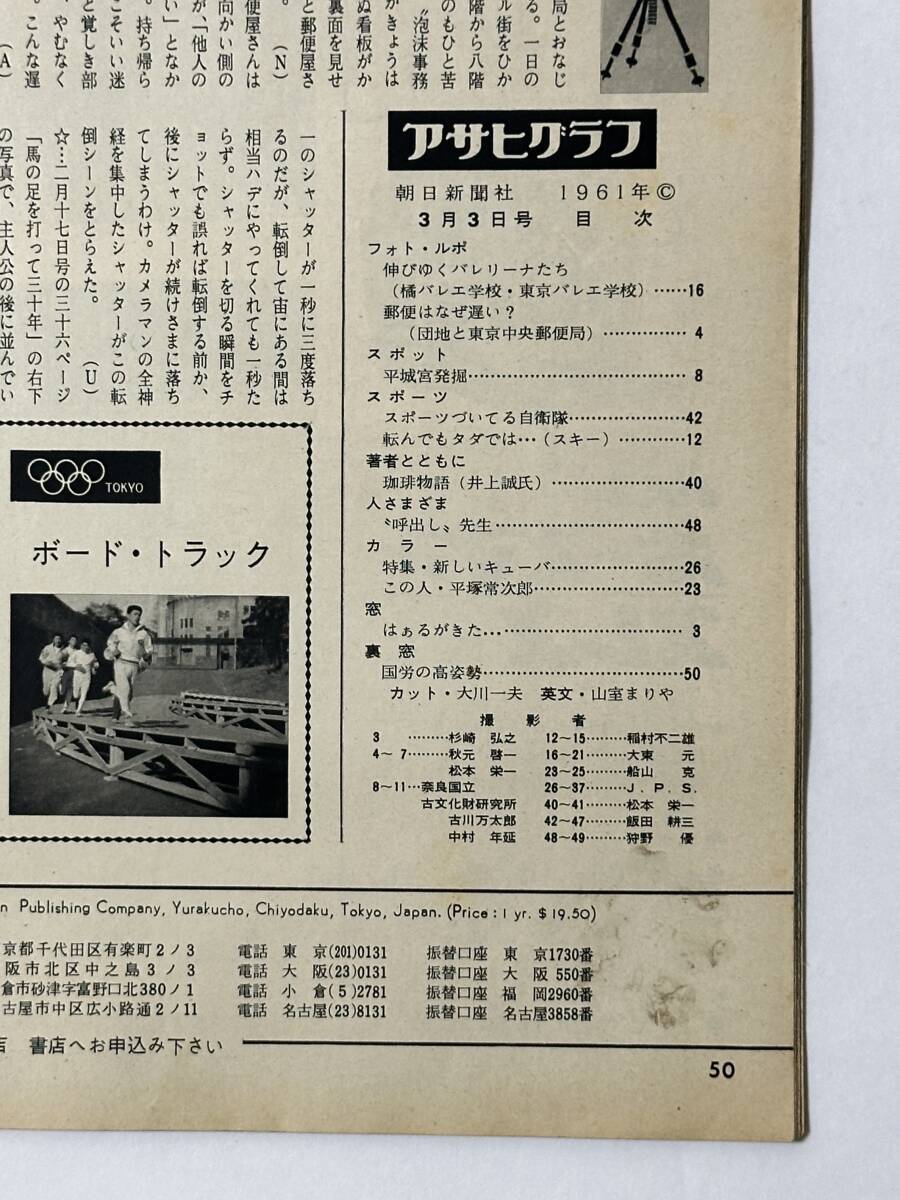 局とおなじ
る。一日の
ル街をひか
階から八階
のもひと苦
〝泡沫事務
かきょうは
ぬ看板がか
裏面を見せ
と郵便屋さ
。　(N)
便屋さんは
向かい側の
が、「他人の
い」となか
。持ち帰ら
こそいい迷
と覚しき部
、やむなく
。こんな遅
(A)
一のシャッターが一秒に三度落ち
るのだが、転倒して宙にある間は
相当ハデにやってくれても一秒た
らず。シャッターを切る瞬間をチ
ョットでも誤れば転倒する前か、
後にシャッターが続けさまに落ち
てしまうわけ。カメラマンの全神
経を集中したシャッターがこの転
倒シーンをとらえた。　(U)
☆…二月十七日号の三十六ページ
「馬の足を打って三十年」の右下
の写真で、主人公の後に並んでい
TOKYO
ボード・トラック
アサヒグラフ
朝日新聞社　1961年©
3月3日号　目　次
フォト・ルポ
伸びゆくバレリーナたち
（橘バレエ学校・東京バレエ学校）……16
郵便はなぜ遅い？
（団地と東京中央郵便局）……………4
スポット
平城宮発掘……………………………8
スポーツ
スポーツづいてる自衛隊…………………42
転んでもタダでは…（スキー）…………12
著者とともに
珈琲物語（井上誠氏）……………………40
人さまざま
〝呼出し〟先生……………………………48
カラー
特集・新しいキューバ……………………26
この人・平塚常次郎………………………23
窓
はぁるがきた………………………………3
裏　窓
国労の高姿勢………………………………50
カット・大川一夫　英文・山室まりや
撮　影　者
3　………杉崎　弘之
4～ 7………秋元　啓一
松本　栄一
8～11…奈良国立
古文化財研究所
古川万太郎
中村　年延
12～15………稲村不二雄
16～21………大東　元
23～25………船山　克
26～37………J．P．S.
40～41………松本　栄一
42～47………飯田　耕三
48～49………狩野　優
n Publishing Company, Yurakucho, Chiyodaku, Tokyo, Japan. (Price : 1 yr. $ 19.50)
京都千代田区有楽町2ノ3　電話　東　京(201)0131　振替口座　東　京1730番
阪市北区中之島3ノ3　電話　大　阪(23)0131　振替口座　大　阪 550番
倉市砂津字富野口北380ノ1　電話　小　倉(5)2781　振替口座　福　岡2960番
古屋市中区広小路通2ノ11　電話　名古屋(23)8131　振替口座　名古屋3858番
書店へお申込み下さい
50